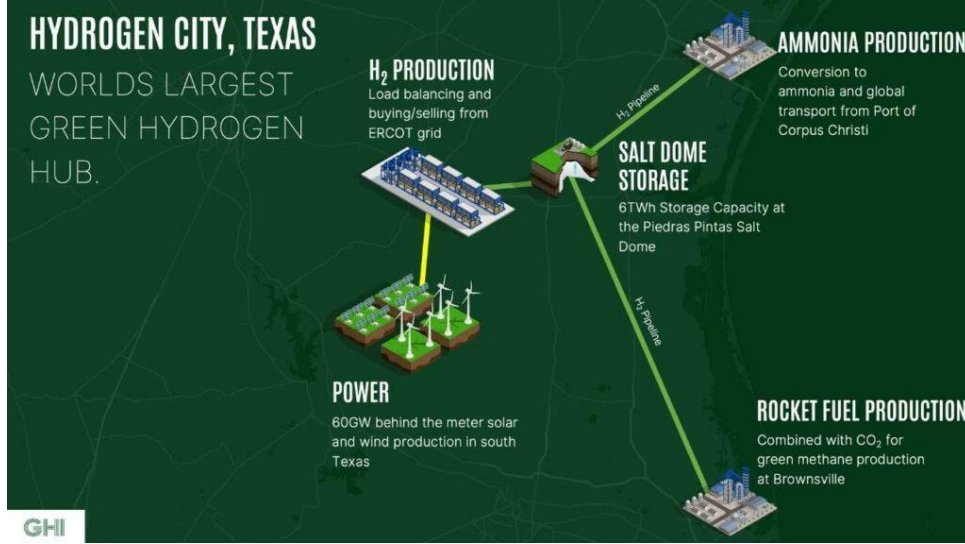 HYDROGEN CITY, TEXAS
WORLDS LARGEST
GREEN HYDROGEN
HUB.
H₂ PRODUCTION
Load balancing and
buying/selling from
ERCOT grid
AMMONIA PRODUCTION
Conversion to
ammonia and global
transport from Port of
Corpus Christi
H₂ Pipeline
SALT DOME
STORAGE
6TWh Storage Capacity at
the Piedras Pintas Salt
Dome
H₂ Pipeline
POWER
60GW behind the meter solar
and wind production in south
Texas
ROCKET FUEL PRODUCTION
Combined with CO₂ for
green methane production
at Brownsville
GHI